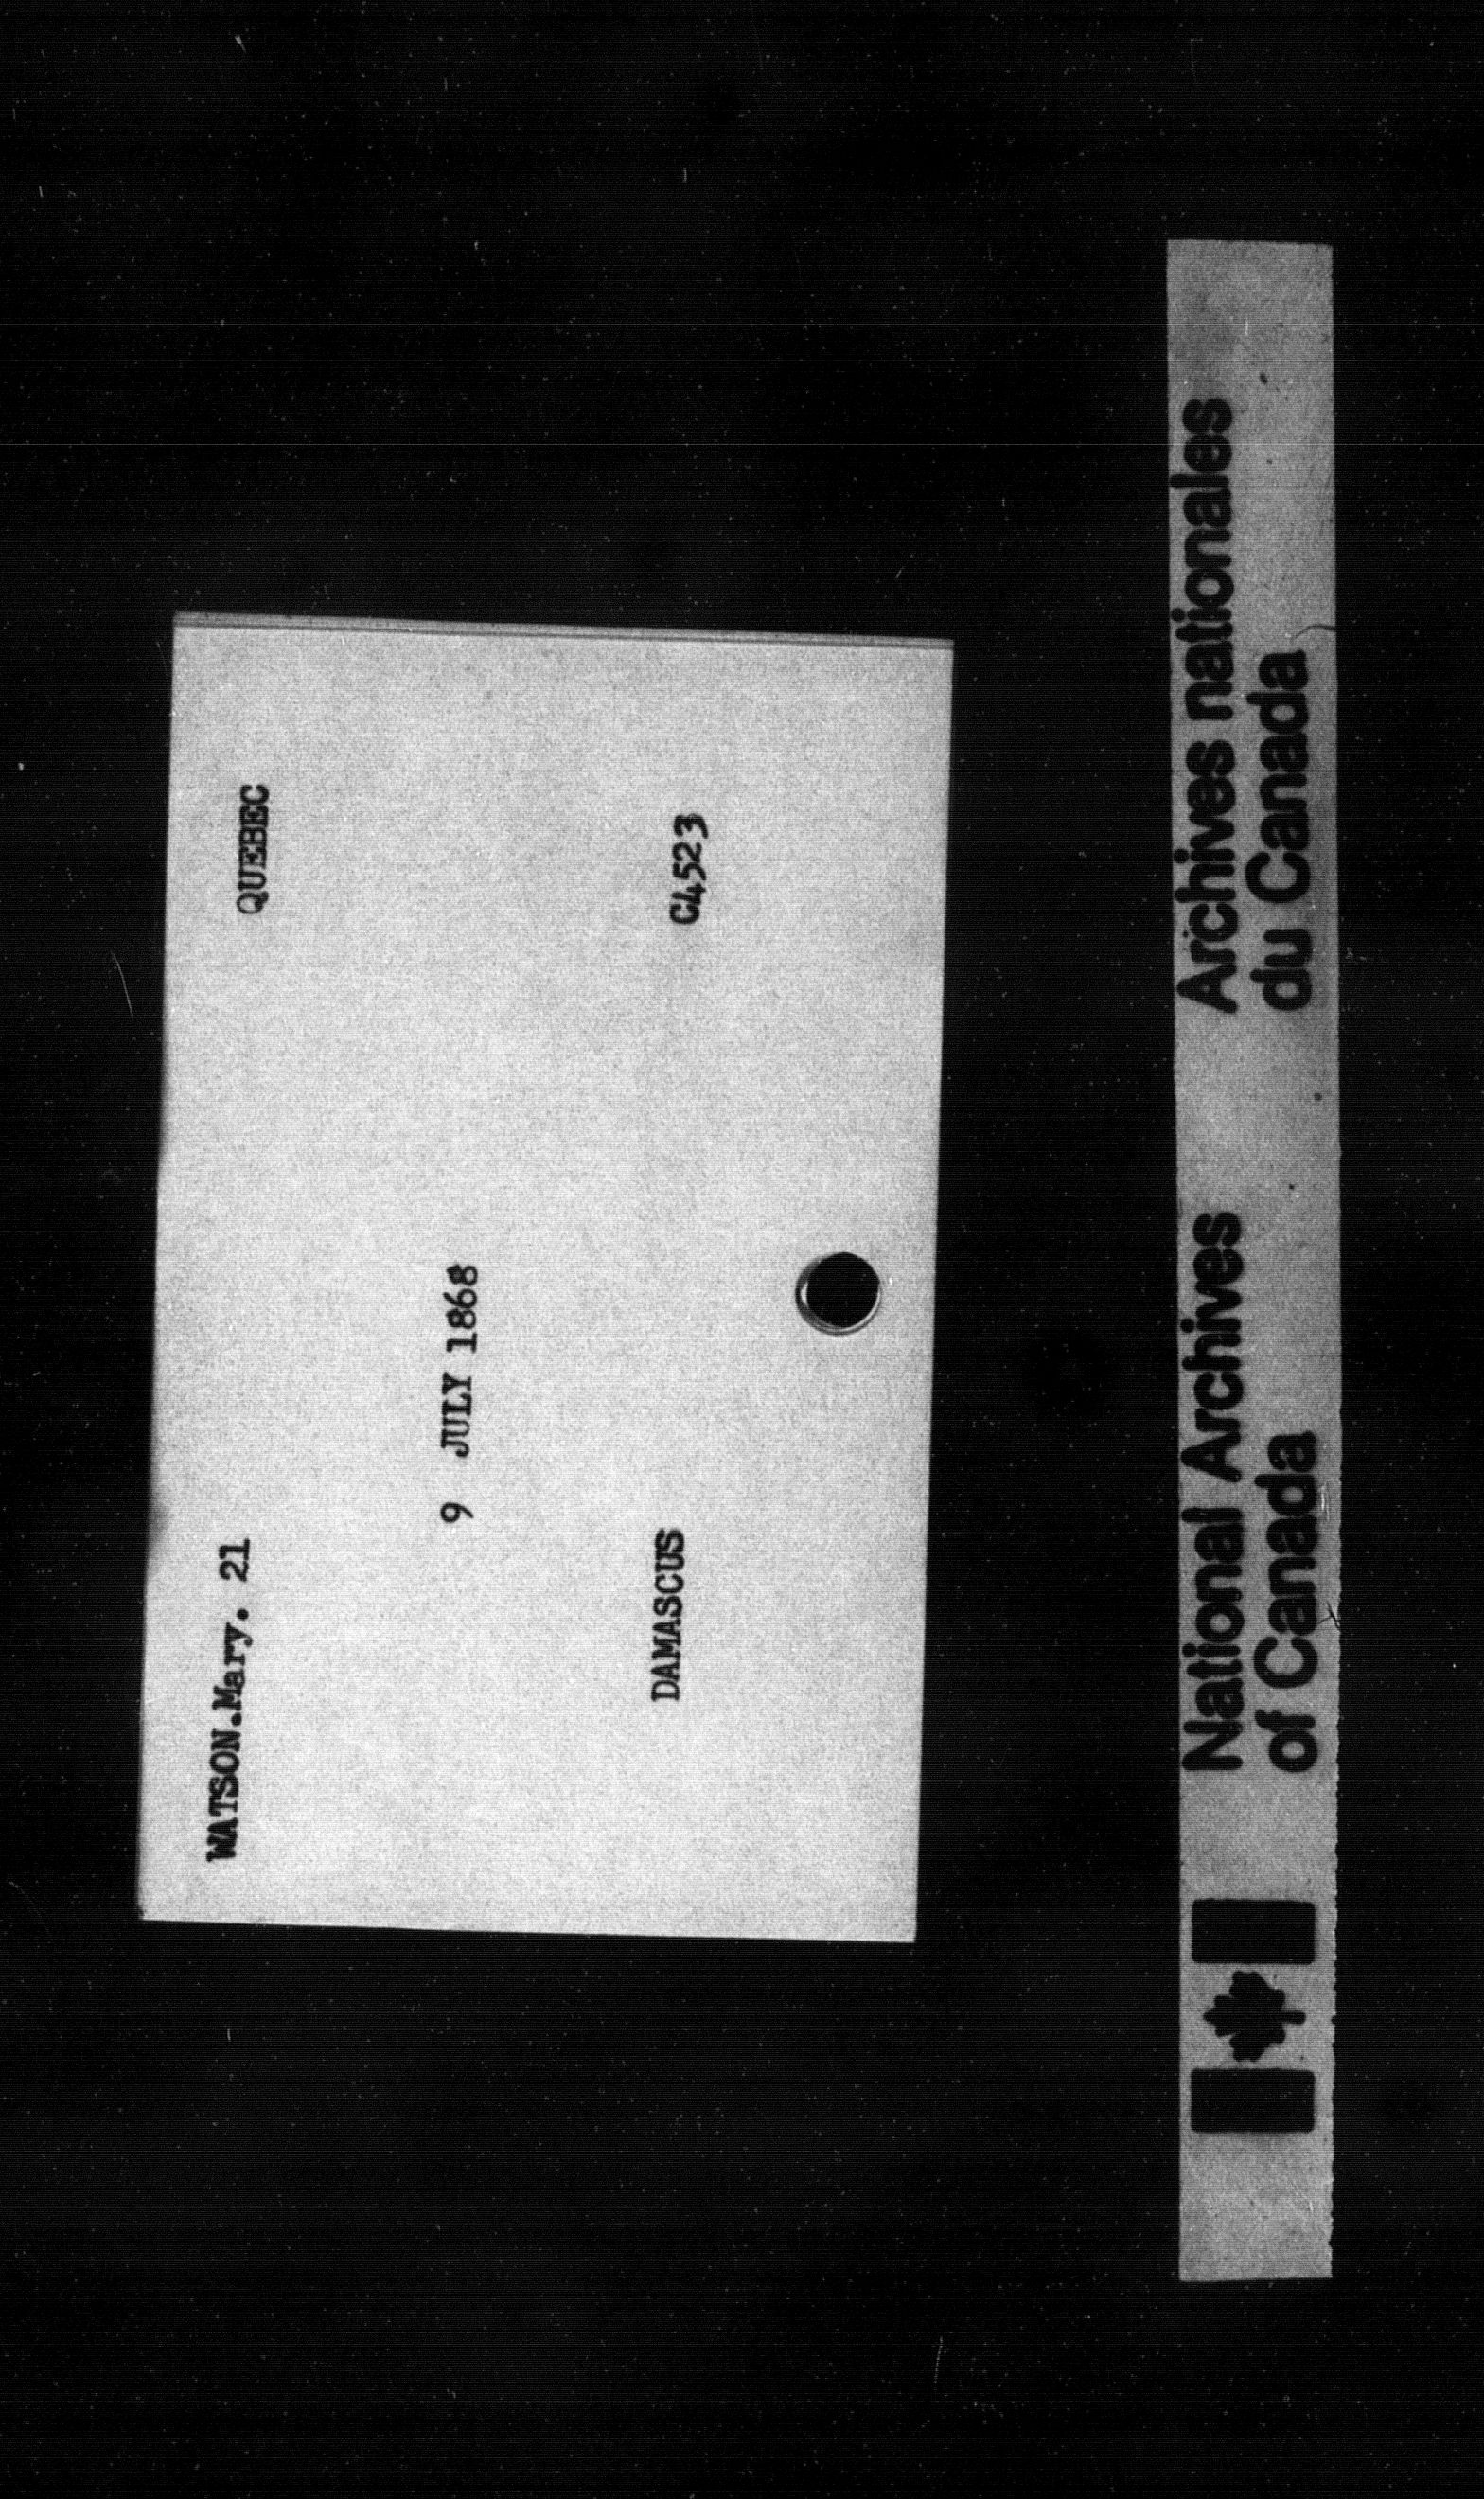 WATSON.Mary. 21 QUEBEC
9 JULY 1868
DAMASCUS C4523
National Archives of Canada
Archives nationales du Canada